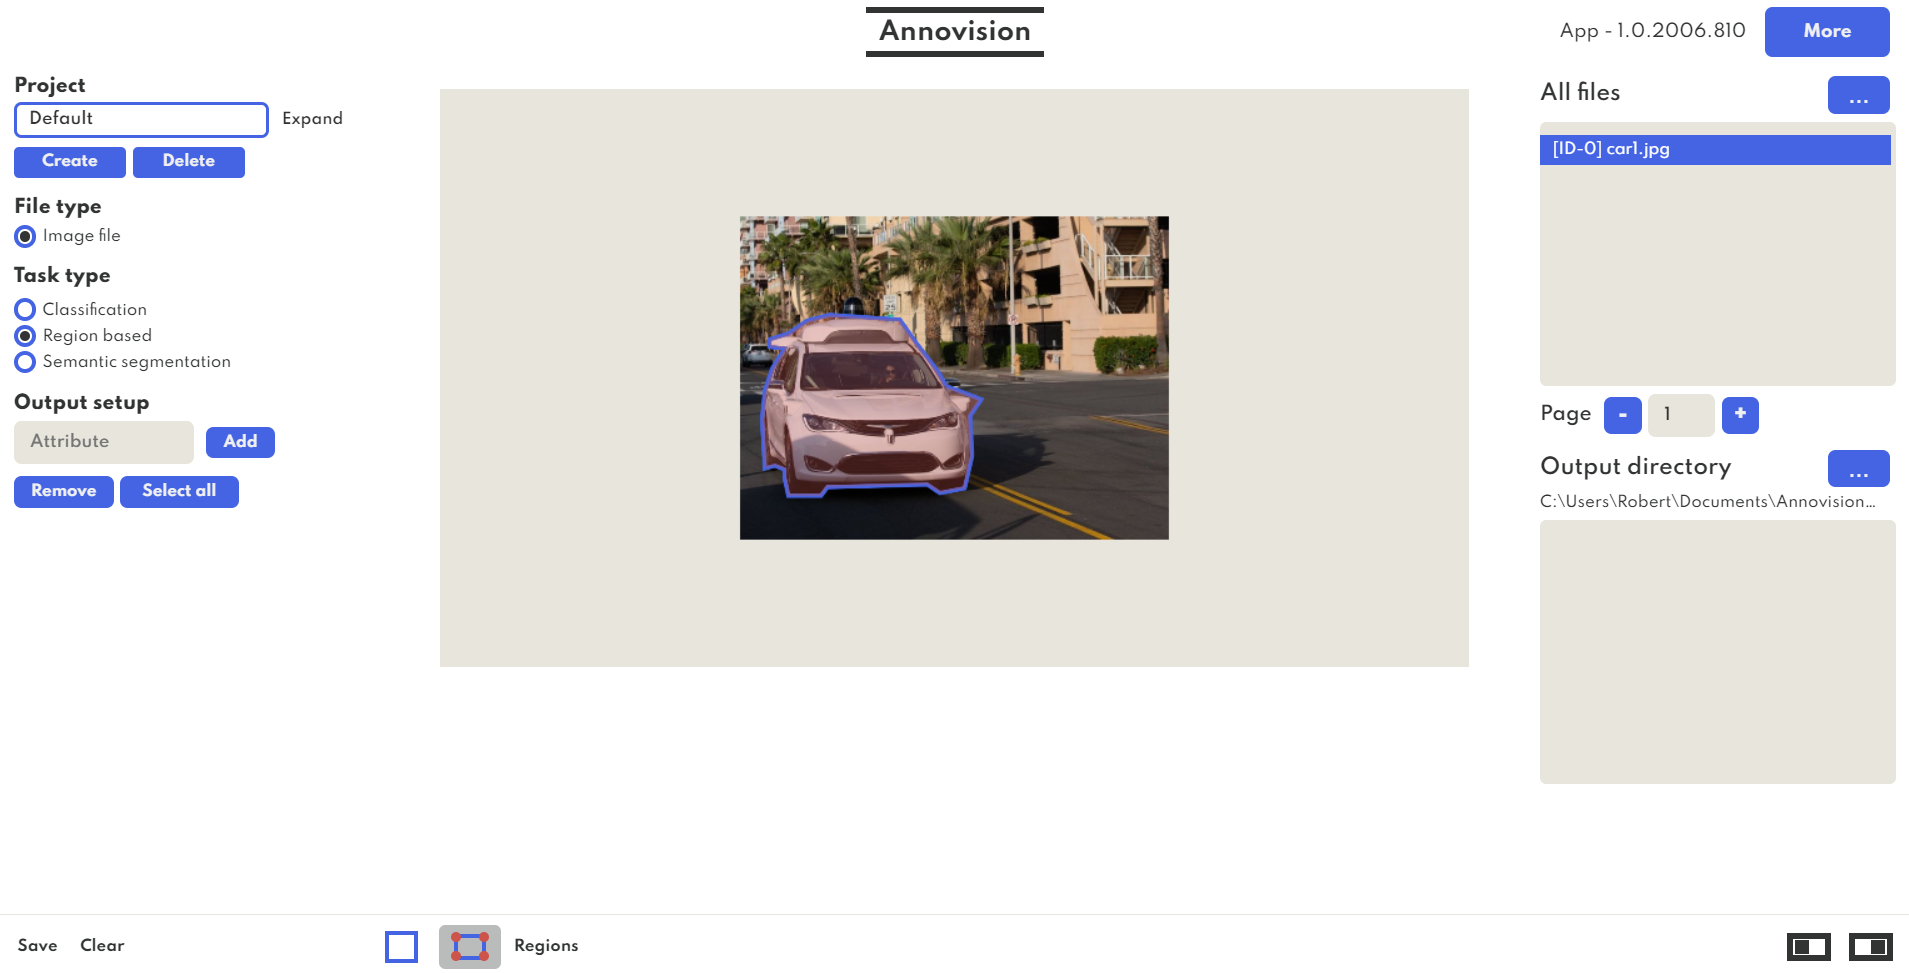 Annovision
App - 1.0.2006.810
More
Project
Default
Expand
Create
Delete
File type
Image file
Task type
Classification
Region based
Semantic segmentation
Output setup
Attribute
Add
Remove
Select all
All files
...
[ID-0] car1.jpg
Page
-
1
+
Output directory
...
C:\Users\Robert\Documents\Annovision...
Save
Clear
Regions